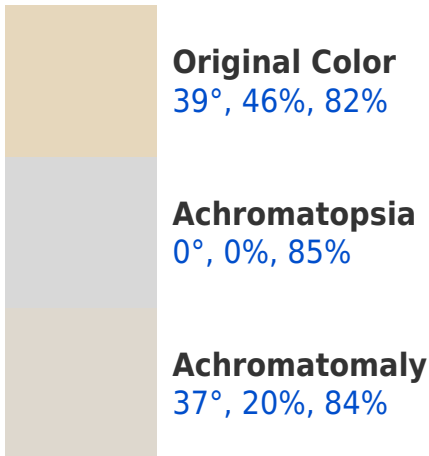 Original Color
39°, 46%, 82%
Achromatopsia
0°, 0%, 85%
Achromatomaly
37°, 20%, 84%